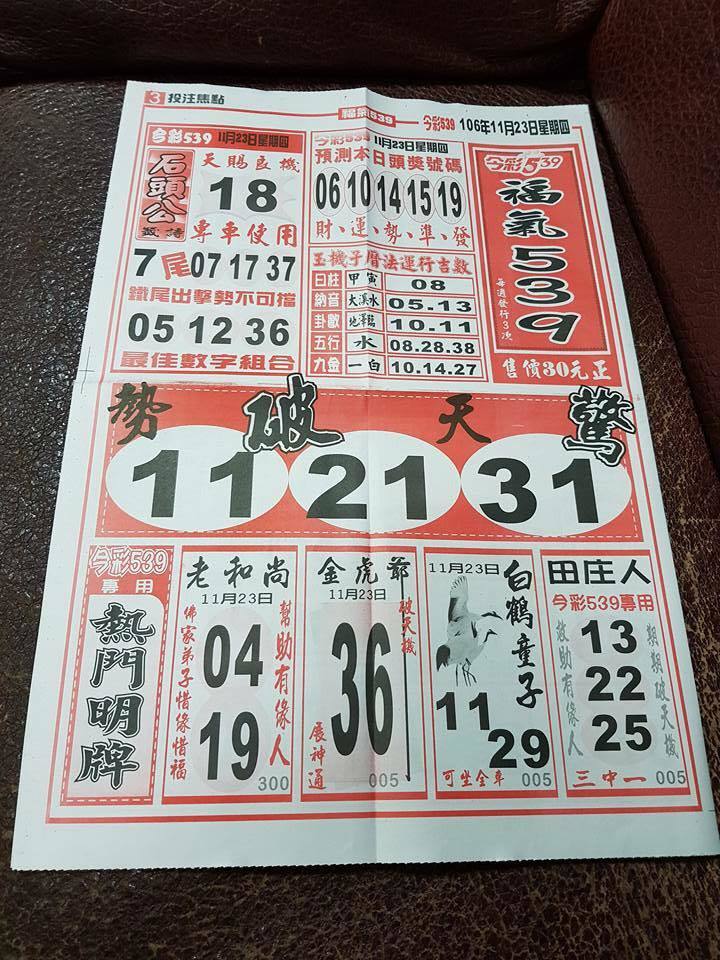 3 投注焦點
福氣539
今彩539 106年11月23日星期四
今彩539 11月23日星期四
石頭公
天賜良機
18
專車使用
7尾 07 17 37
鐵尾出擊勢不可擋
05 12 36
最佳數字組合
今彩539 11月23日星期四
預測本日頭獎號碼
06 10 14 15 19
財、運、勢、準、發
玉機子曆法運行吉數
日柱 甲寅 08
納音 大溪水 05.13
卦數 地澤臨 10.11
五行 水 08.28.38
九金 一白 10.14.27
今彩539
福氣539
每週發行3次
售價30元正
勢破天驚
11 21 31
今彩539
專用
熱門明牌
老和尚
11月23日
幫助有緣人
04
19
佛家弟子惜緣惜福
300
金虎爺
11月23日
破天機
36
展神通
005
11月23日
白鶴童子
11
29
可坐全車
005
田庄人
今彩539專用
期期破天機
13
22
25
救助有緣人
三中一
005